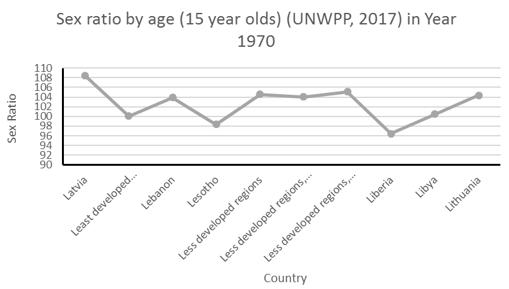 Sex ratio by age (15 year olds) (UNWPP, 2017) in Year
1970
110
108
106
104
102
100
98
96
94
92
90
Sex Ratio
Latvia
Least developed...
Lebanon
Lesotho
Less developed regions
Less developed regions,...
Less developed regions,...
Liberia
Libya
Lithuania
Country